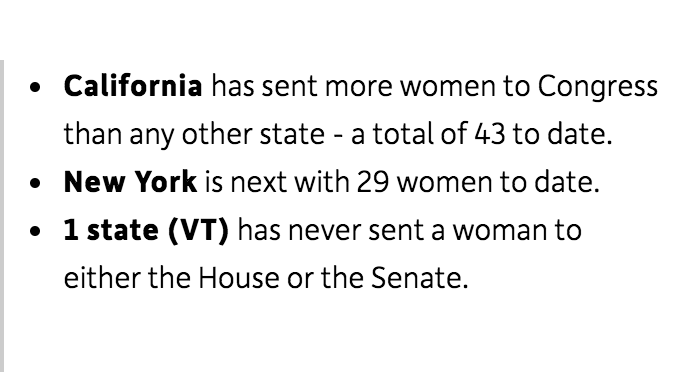 • California has sent more women to Congress
than any other state - a total of 43 to date.
• New York is next with 29 women to date.
• 1 state (VT) has never sent a woman to
either the House or the Senate.